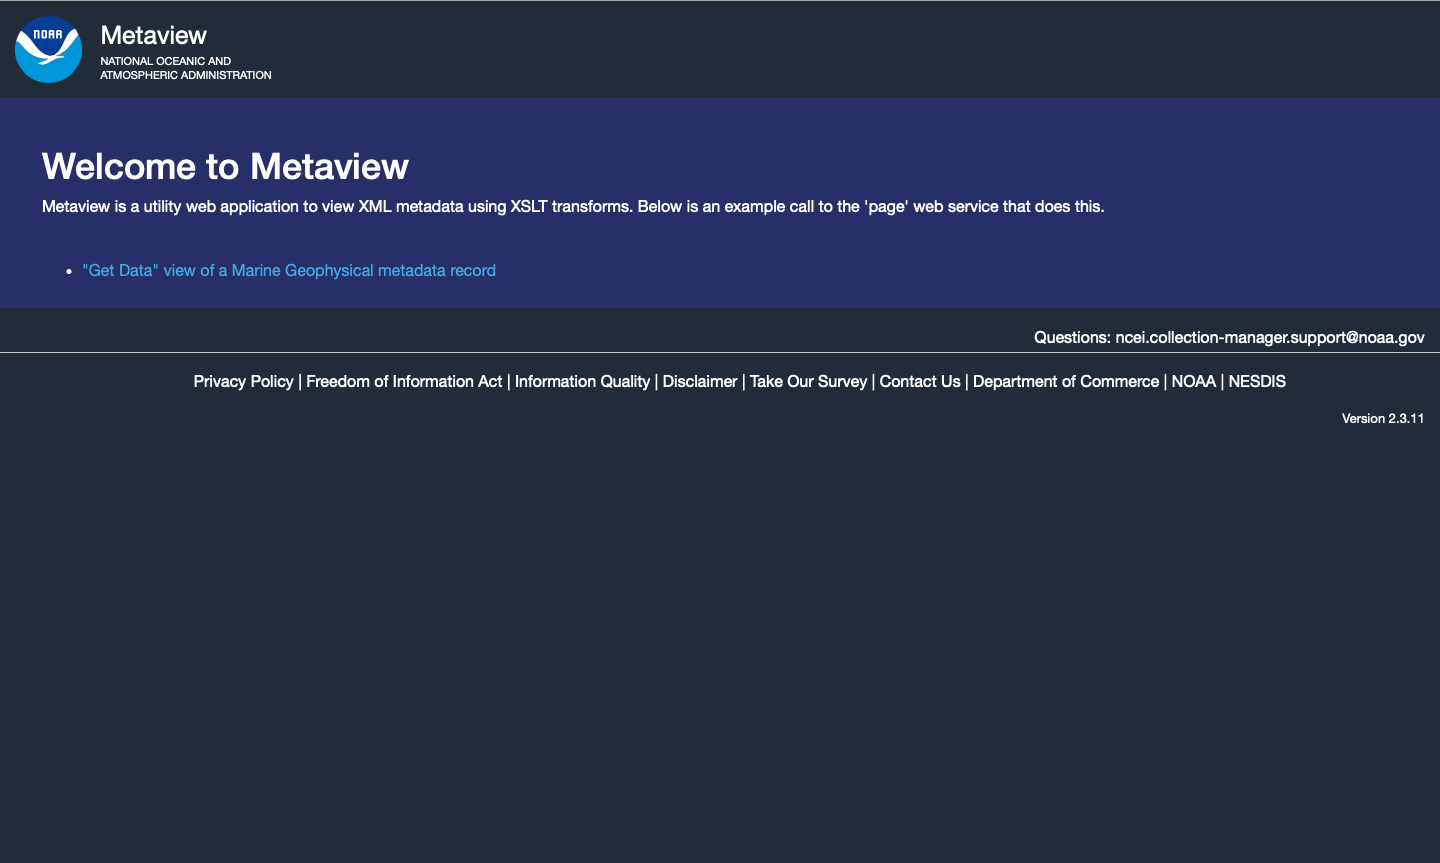 NOAA
Metaview
NATIONAL OCEANIC AND
ATMOSPHERIC ADMINISTRATION
Welcome to Metaview
Metaview is a utility web application to view XML metadata using XSLT transforms. Below is an example call to the 'page' web service that does this.
• "Get Data" view of a Marine Geophysical metadata record
Questions: ncei.collection-manager.support@noaa.gov
Privacy Policy | Freedom of Information Act | Information Quality | Disclaimer | Take Our Survey | Contact Us | Department of Commerce | NOAA | NESDIS
Version 2.3.11